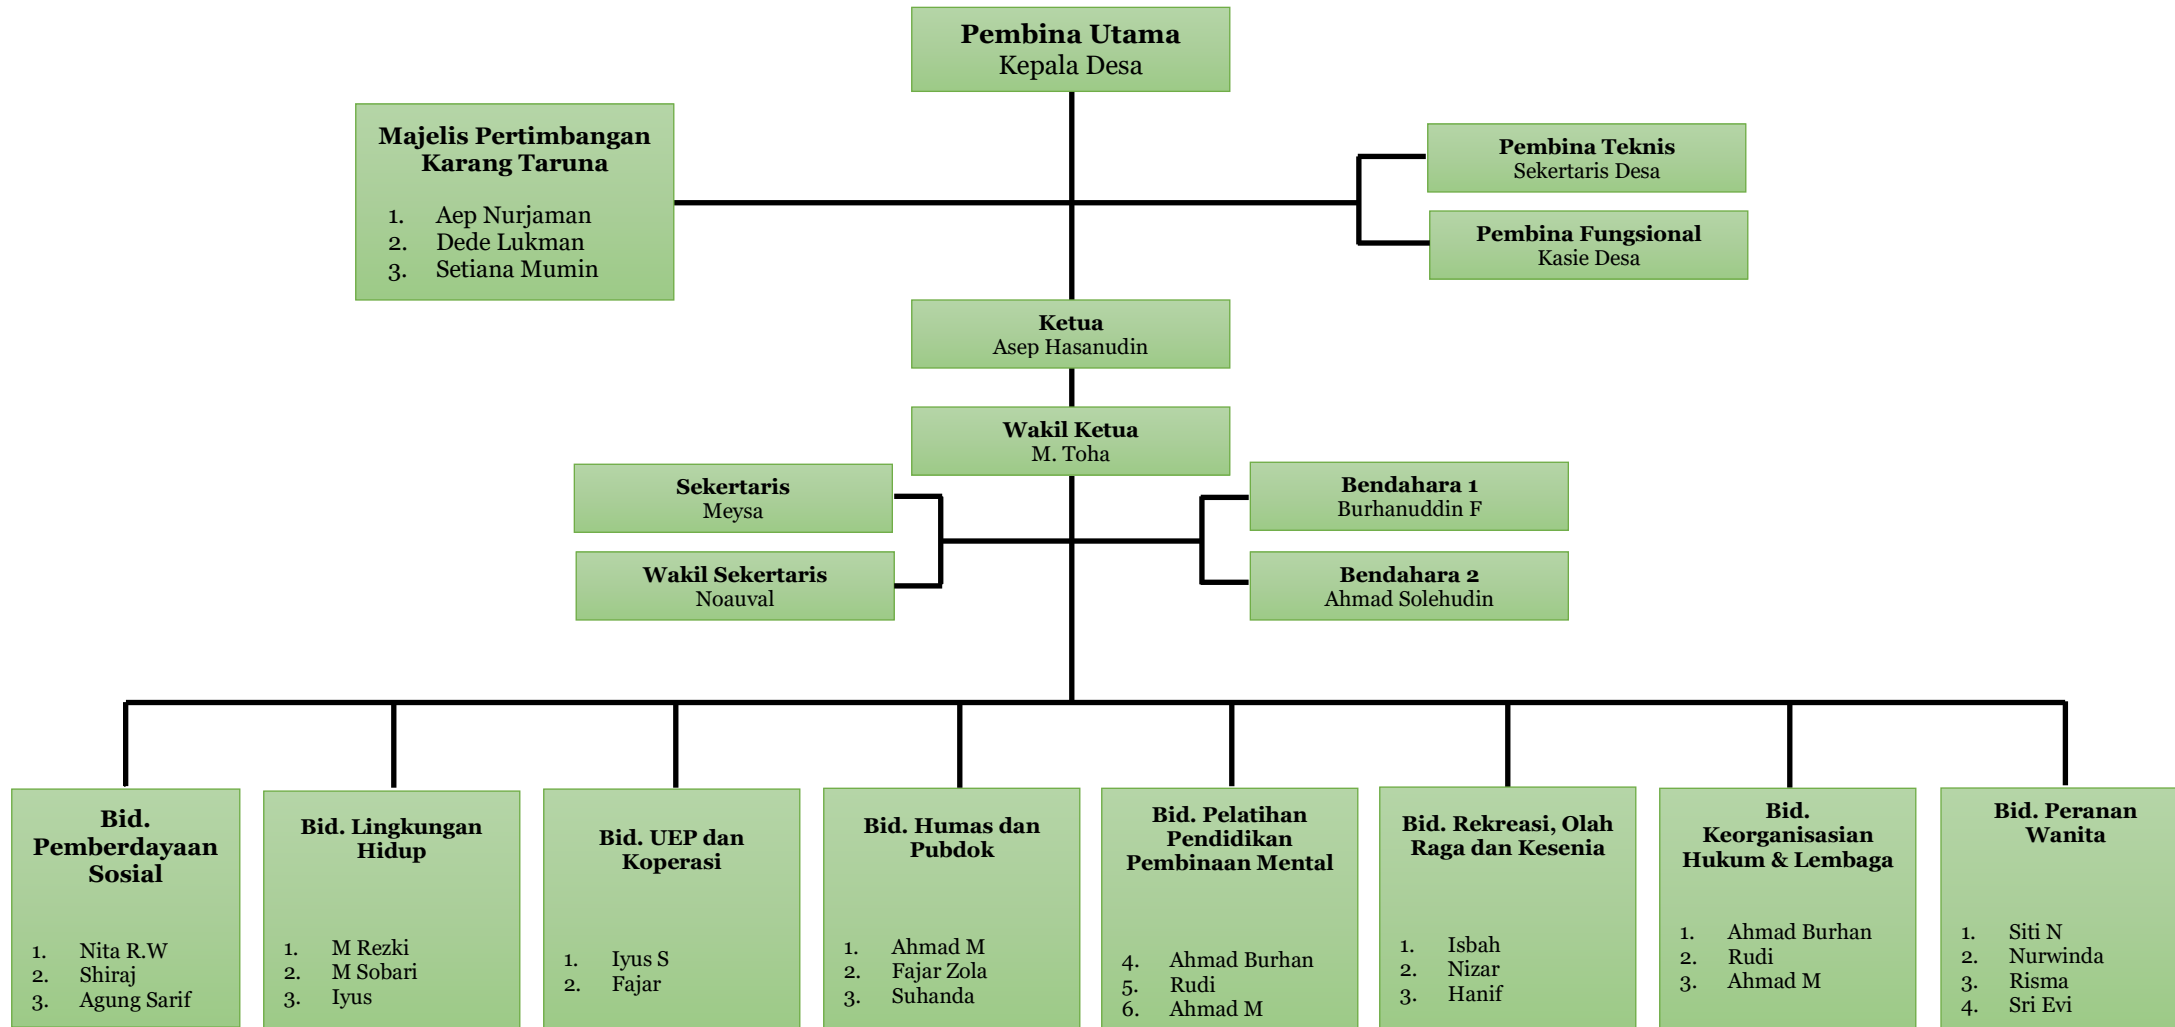 Pembina Utama
Kepala Desa
Majelis Pertimbangan
Karang Taruna
1. Aep Nurjaman
2. Dede Lukman
3. Setiana Mumin
Pembina Teknis
Sekertaris Desa
Pembina Fungsional
Kasie Desa
Ketua
Asep Hasanudin
Wakil Ketua
M. Toha
Sekertaris
Meysa
Wakil Sekertaris
Noauval
Bendahara 1
Burhanuddin F
Bendahara 2
Ahmad Solehudin
Bid.
Pemberdayaan
Sosial
1. Nita R.W
2. Shiraj
3. Agung Sarif
Bid. Lingkungan
Hidup
1. M Rezki
2. M Sobari
3. Iyus
Bid. UEP dan
Koperasi
1. Iyus S
2. Fajar
Bid. Humas dan
Pubdok
1. Ahmad M
2. Fajar Zola
3. Suhanda
Bid. Pelatihan
Pendidikan
Pembinaan Mental
4. Ahmad Burhan
5. Rudi
6. Ahmad M
Bid. Rekreasi, Olah
Raga dan Kesenia
1. Isbah
2. Nizar
3. Hanif
Bid.
Keorganisasian
Hukum & Lembaga
1. Ahmad Burhan
2. Rudi
3. Ahmad M
Bid. Peranan
Wanita
1. Siti N
2. Nurwinda
3. Risma
4. Sri Evi